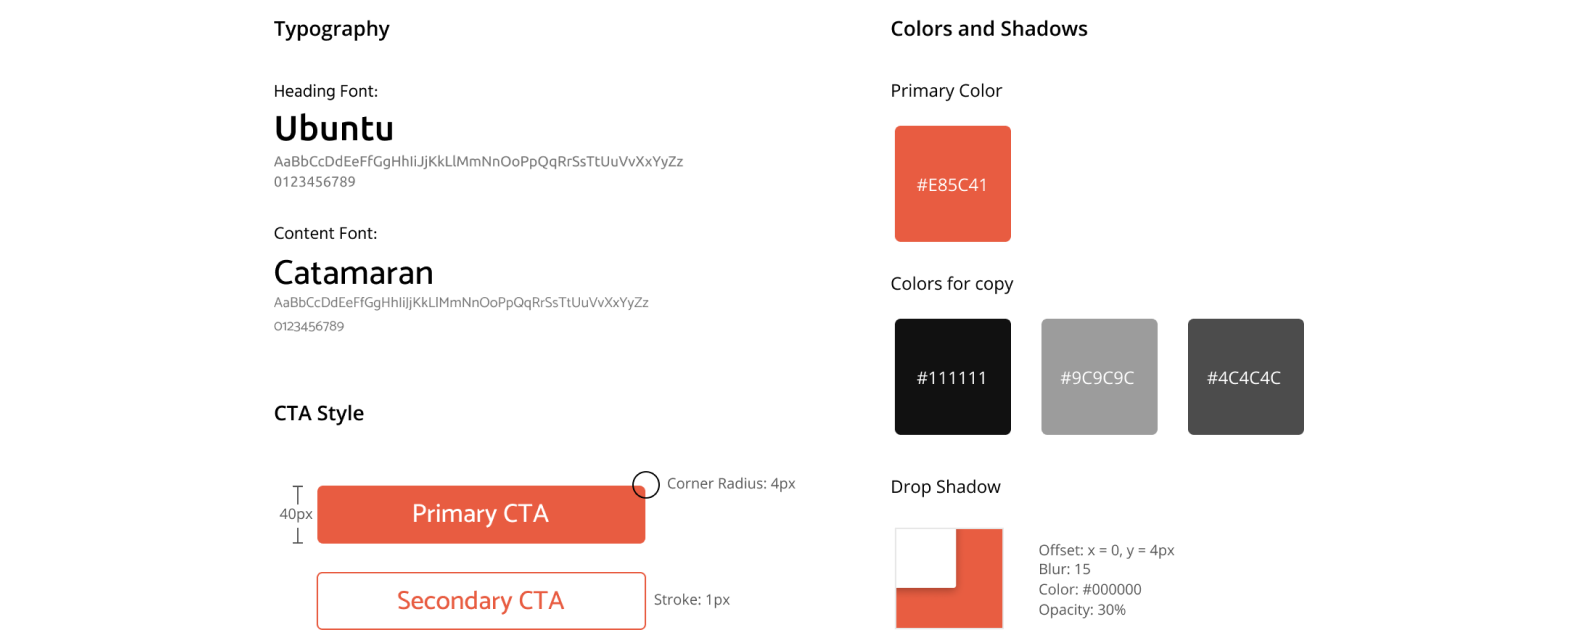 Typography
Heading Font:
Ubuntu
AaBbCcDdEeFfGgHhIiJjKkLlMmNnOoPpQqRrSsTtUuVvXxYyZz
0123456789
Content Font:
Catamaran
AaBbCcDdEeFfGgHhIiJjKkLlMmNnOoPpQqRrSsTtUuVvXxYyZz
0123456789
CTA Style
Corner Radius: 4px
40px
Primary CTA
Secondary CTA
Stroke: 1px
Colors and Shadows
Primary Color
#E85C41
Colors for copy
#111111
#9C9C9C
#4C4C4C
Drop Shadow
Offset: x = 0, y = 4px
Blur: 15
Color: #000000
Opacity: 30%